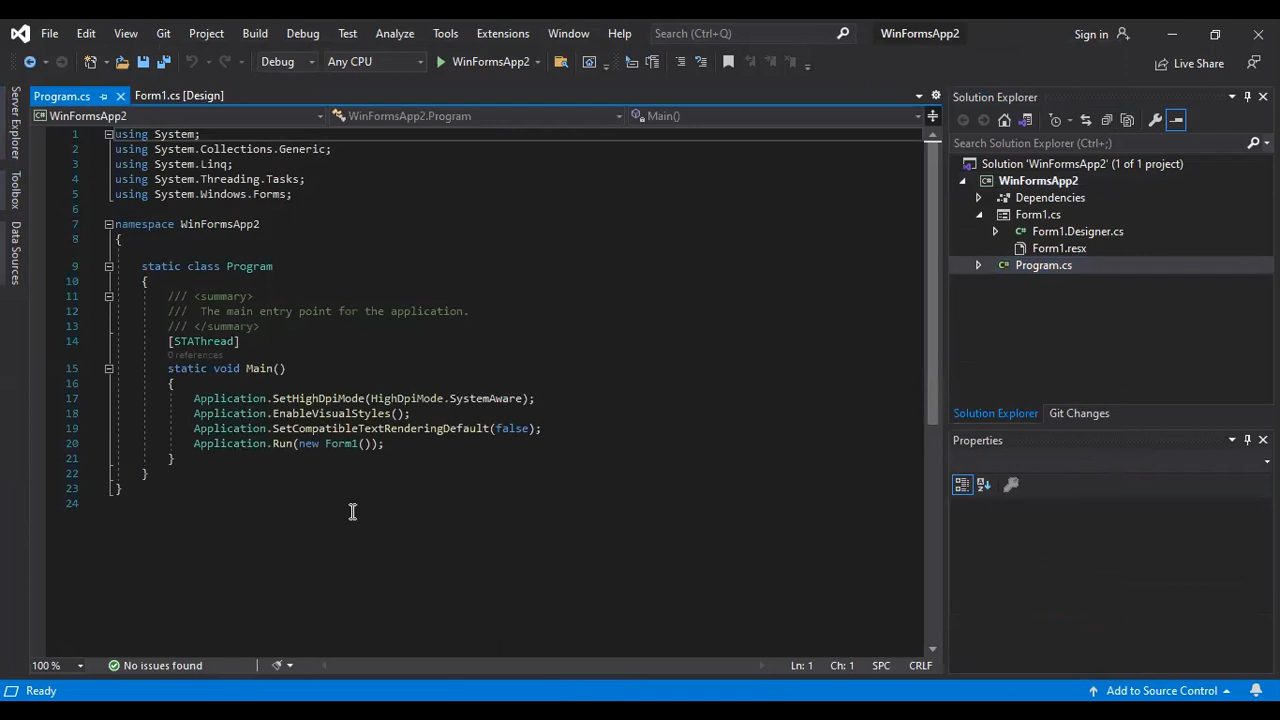 File Edit View Git Project Build Debug Test Analyze Tools Extensions Window Help Search (Ctrl+Q) WinFormsApp2 Sign in
Debug Any CPU WinFormsApp2 Live Share
Program.cs Form1.cs [Design]
WinFormsApp2 WinFormsApp2.Program Main()
Server Explorer
Toolbox
Data Sources
1 using System;
2 using System.Collections.Generic;
3 using System.Linq;
4 using System.Threading.Tasks;
5 using System.Windows.Forms;
6
7 namespace WinFormsApp2
8 {
9 static class Program
10 {
11 /// <summary>
12 /// The main entry point for the application.
13 /// </summary>
14 [STAThread]
0 references
15 static void Main()
16 {
17 Application.SetHighDpiMode(HighDpiMode.SystemAware);
18 Application.EnableVisualStyles();
19 Application.SetCompatibleTextRenderingDefault(false);
20 Application.Run(new Form1());
21 }
22 }
23 }
24
100 % No issues found Ln: 1 Ch: 1 SPC CRLF
Solution Explorer
Search Solution Explorer (Ctrl+;)
Solution 'WinFormsApp2' (1 of 1 project)
WinFormsApp2
Dependencies
Form1.cs
Form1.Designer.cs
Form1.resx
Program.cs
Solution Explorer Git Changes
Properties
Ready Add to Source Control